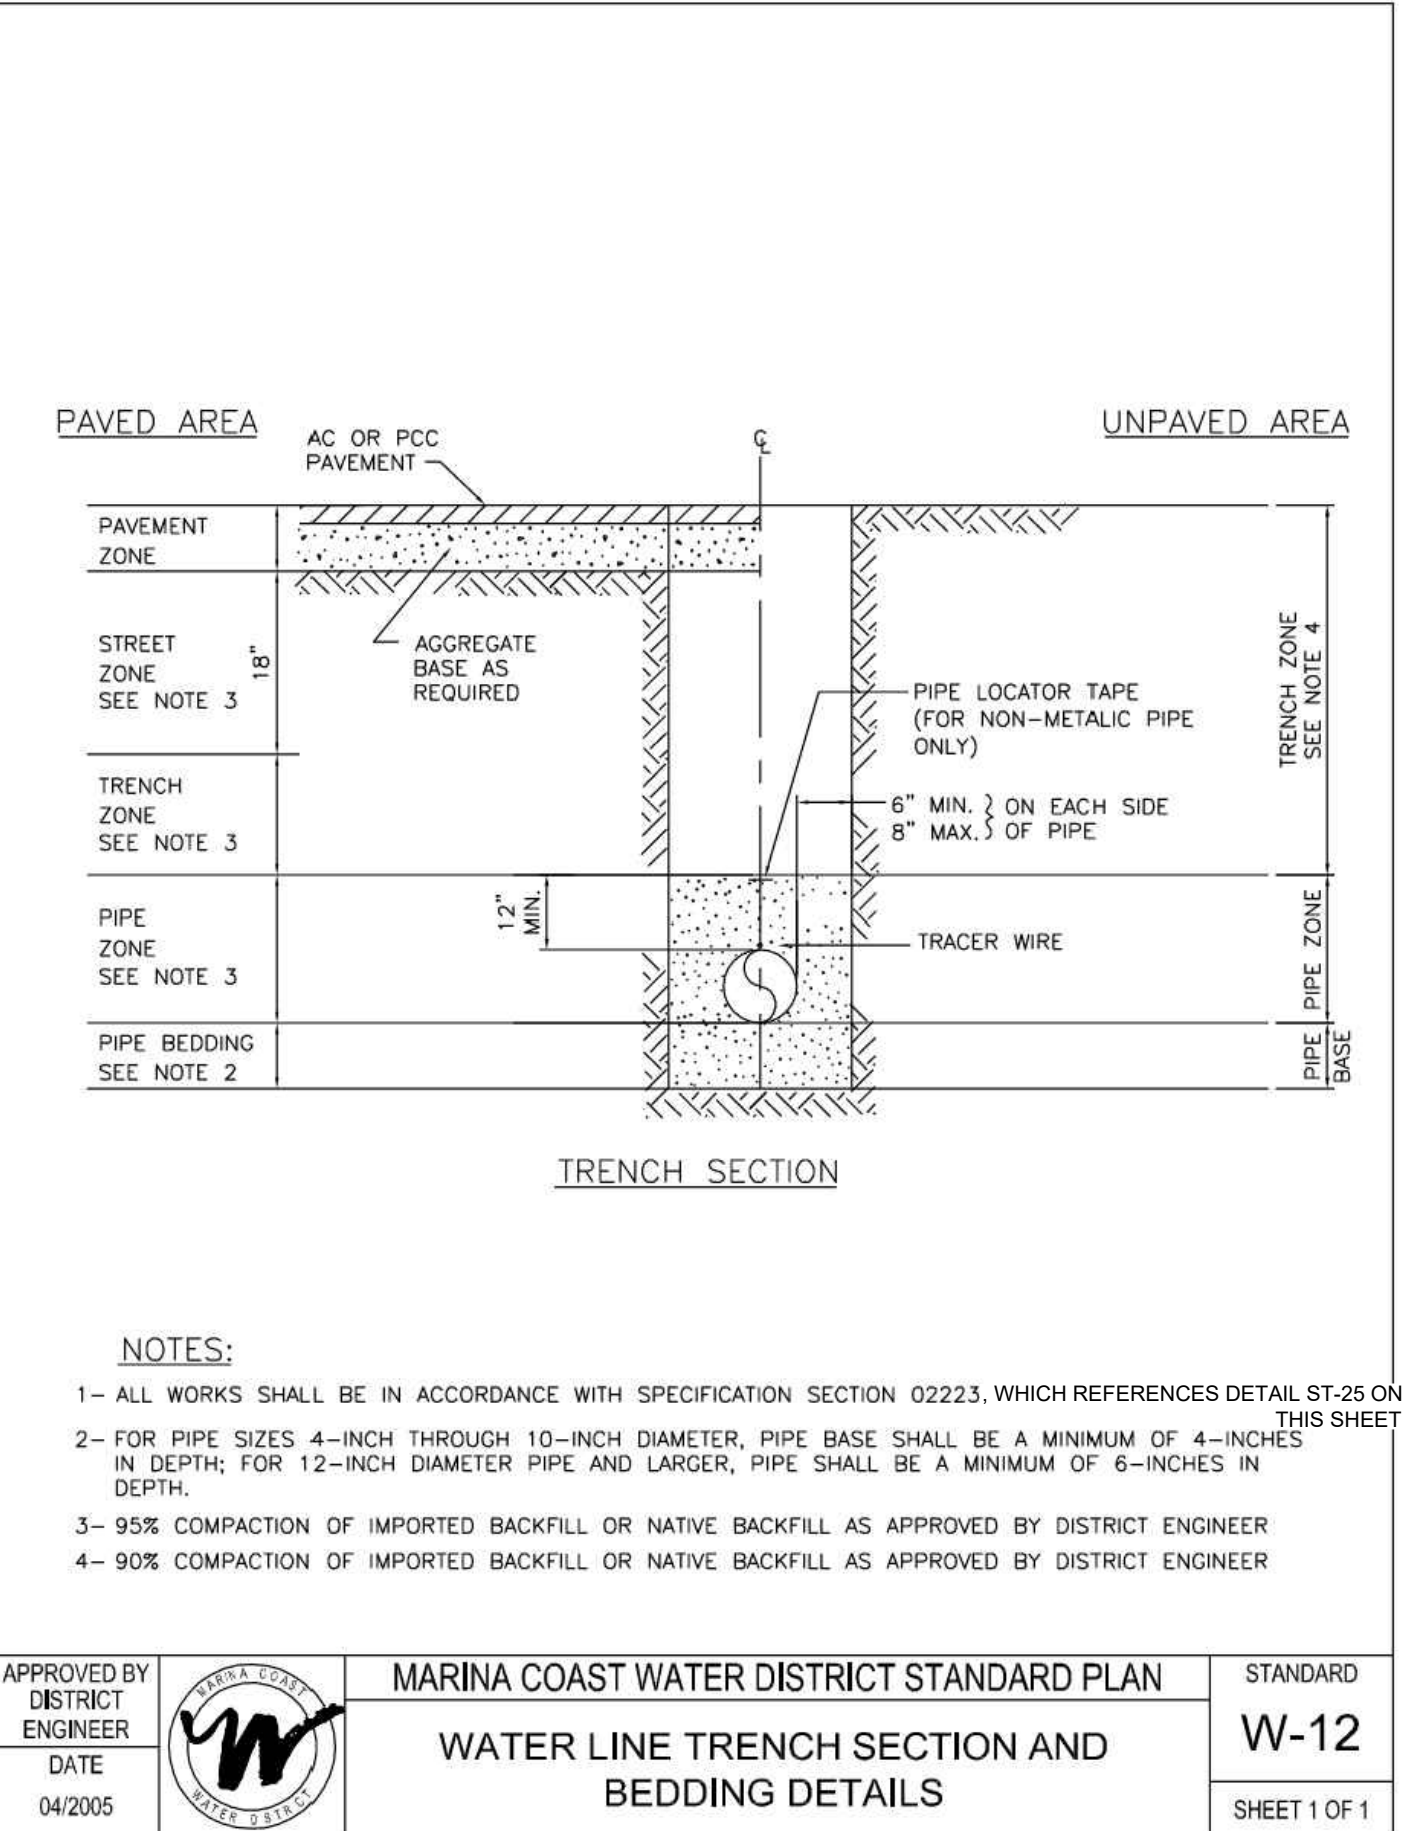 PAVED AREA
UNPAVED AREA
AC OR PCC
PAVEMENT
℄
PAVEMENT
ZONE
STREET
ZONE
SEE NOTE 3
18"
AGGREGATE
BASE AS
REQUIRED
TRENCH ZONE
SEE NOTE 4
PIPE LOCATOR TAPE
(FOR NON-METALIC PIPE
ONLY)
TRENCH
ZONE
SEE NOTE 3
6" MIN. } ON EACH SIDE
8" MAX. } OF PIPE
12"
MIN.
PIPE
ZONE
SEE NOTE 3
TRACER WIRE
PIPE ZONE
PIPE BEDDING
SEE NOTE 2
PIPE
BASE
TRENCH SECTION
NOTES:
1- ALL WORKS SHALL BE IN ACCORDANCE WITH SPECIFICATION SECTION 02223, WHICH REFERENCES DETAIL ST-25 ON
THIS SHEET
2- FOR PIPE SIZES 4-INCH THROUGH 10-INCH DIAMETER, PIPE BASE SHALL BE A MINIMUM OF 4-INCHES
IN DEPTH; FOR 12-INCH DIAMETER PIPE AND LARGER, PIPE SHALL BE A MINIMUM OF 6-INCHES IN
DEPTH.
3- 95% COMPACTION OF IMPORTED BACKFILL OR NATIVE BACKFILL AS APPROVED BY DISTRICT ENGINEER
4- 90% COMPACTION OF IMPORTED BACKFILL OR NATIVE BACKFILL AS APPROVED BY DISTRICT ENGINEER
APPROVED BY
DISTRICT
ENGINEER
DATE
04/2005
MARINA COAST
WATER DISTRICT
MARINA COAST WATER DISTRICT STANDARD PLAN
WATER LINE TRENCH SECTION AND
BEDDING DETAILS
STANDARD
W-12
SHEET 1 OF 1